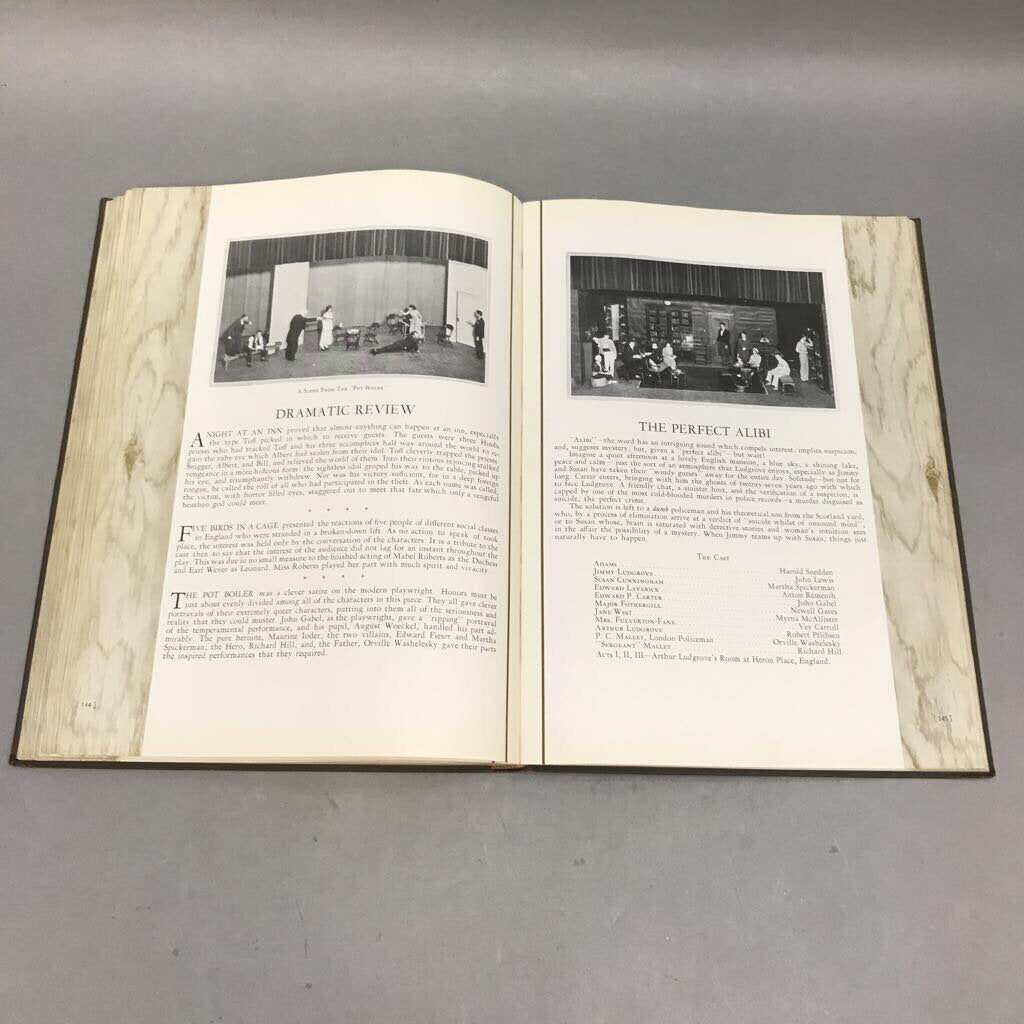 A SCENE FROM THE "POT BOILER"
DRAMATIC REVIEW
A NIGHT AT AN INN proved that almost anything can happen at an inn, especially
the type Toff picked in which to receive guests. The guests were three Hindu
priests who had tracked Toff and his three accomplices half way around the world to re-
gain the ruby eye which Albert had stolen from their idol. Toff cleverly trapped the priests;
Snigger, Albert, and Bill, and relieved the world of them. Into their riotous rejoicing stalked
vengeance in a more hideous form: the sightless idol groped his way to the table, picked up
his eye, and triumphantly withdrew. Nor was his victory sufficient, for in a deep foreign
tongue, he called the roll of all who had participated in the theft. As each name was called,
the victim, with horror filled eyes, staggered out to meet that fate which only a vengeful
heathen god could meet.
* * * *
FIVE BIRDS IN A CAGE presented the reactions of five people of different social classes
in England who were stranded in a broken-down lift. As no action to speak of took
place, the interest was held only by the conversation of the characters. It is a tribute to the
cast then to say that the interest of the audience did not lag for an instant throughout the
play. This was due in no small measure to the finished acting of Mabel Roberts as the Duchess
and Earl Wever as Leonard. Miss Roberts played her part with much spirit and vivacity.
* * * *
THE POT BOILER was a clever satire on the modern playwright. Honors must be
just about evenly divided among all of the characters in this piece. They all gave clever
portrayals of their extremely queer characters, putting into them all of the seriousness and
reality that they could muster. John Gabel, as the playwright, gave a "ripping" portrayal
of the temperamental performance, and his pupil, August Woeckel, handled his part ad-
mirably. The pure heroine, Maurine Ioder; the two villains, Edward Fieser and Martha
Spickerman; the Hero, Richard Hill, and, the Father, Orville Washelesky gave their parts
the inspired performances that they required.
[ 144 ]
THE PERFECT ALIBI
"ALIBI"—the word has an intriguing sound which compels interest; implies suspicion,
and, suggests mystery; but, given a "perfect alibi"—but wait!
Imagine a quiet afternoon at a lovely English mansion, a blue sky, a shining lake,
peace and calm— just the sort of atmosphere that Ludgrove enjoys, especially as Jimmy
and Susan have taken their "windy guests" away for the entire day. Solitude—but not for
long. Carter enters, bringing with him the ghosts of twenty-seven years ago with which
to face Ludgrove. A friendly chat, a sinister hint, and the verification of a suspicion, is
capped by one of the most cold-blooded murders in police records—a murder disguised as
suicide; the perfect crime.
The solution is left to a dumb policeman and his theoretical son from the Scotland yard,
who, by a process of elimination arrive at a verdict of "suicide whilst of unsound mind",
or to Susan whose, brain is saturated with detective stories and woman's intuition sees
in the affair the possibility of a mystery. When Jimmy teams up with Susan, things just
naturally have to happen.
THE CAST
ADAMS Harold Snedden
JIMMY LUDGROVE John Lewis
SUSAN CUNNINGHAM Martha Spickerman
EDWARD LAVERICK Anton Remenih
EDWARD P. CARTER John Gabel
MAJOR FOTHERGILL Newell Gates
JANE WEST Myrna McAllister
MRS. FULVERTON-FANE Vey Carroll
ARTHUR LUDGROVE Robert Pflibsen
P. C. MALLET, London Policeman Orville Washelesky
"SERGEANT" MALLET Richard Hill
ACTS I, II, III—Arthur Ludgrove's Room at Heron Place, England.
[ 145 ]